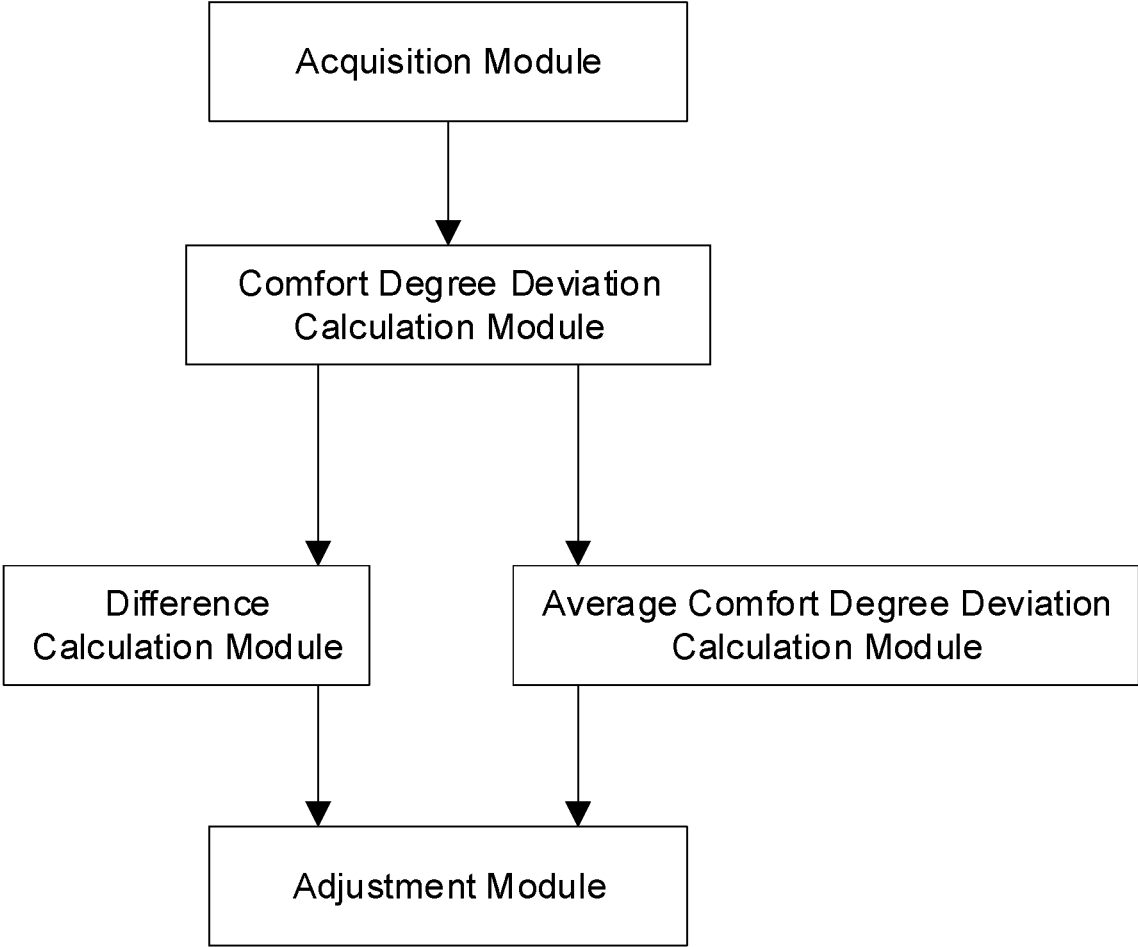 Acquisition Module
Comfort Degree Deviation
Calculation Module
Difference
Calculation Module
Average Comfort Degree Deviation
Calculation Module
Adjustment Module